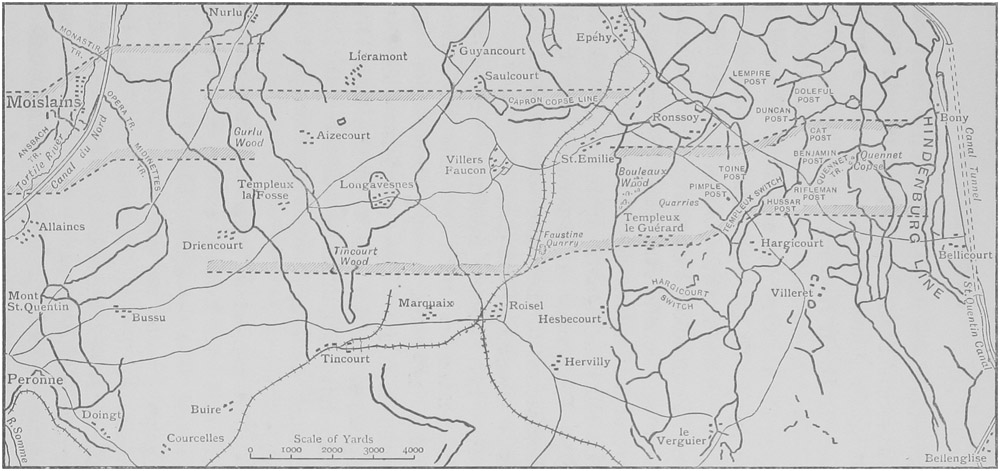 Nurlu
MONASTIR
TR.
Lieramont
Guyancourt
Epéhy
Saulcourt
LEMPIRE
POST
DOLEFUL
POST
Moislains
OPERA TR.
CAPRON COPSE LINE
DUNCAN
POST
Ronssoy
Bony
ANSBACH
TR.
Tortille River
Canal du Nord
MIDINETTES
TR.
Gurlu
Wood
Aizecourt
CAT
POST
HINDENBURG LINE
Canal Tunnel
Villers
Faucon
St. Emilie
BENJAMIN
POST
QUENNET
TR.
Quennet
Copse
Templeux
la Fosse
Longavesnes
Bouleaux
Wood
TOINE
POST
PIMPLE
POST
RIFLEMAN
POST
TEMPLEUX SWITCH
HUSSAR
POST
Quarries
Allaines
Driencourt
Tincourt
Wood
Faustine
Quarry
Templeux
le Guérard
Hargicourt
Bellicourt
Mont
St. Quentin
Bussu
Marquaix
Roisel
Hesbecourt
HARGICOURT
SWITCH
Villeret
St. Quentin Canal
Tincourt
Hervilly
Peronne
Doingt
Buire
R. Somme
Courcelles
Scale of Yards
0 1000 2000 3000 4000
le
Verguier
Bellenglise